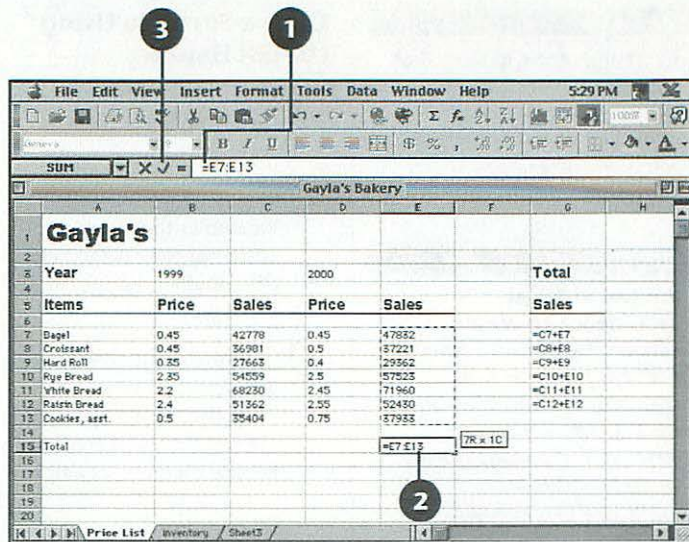 3 1
File Edit View Insert Format Tools Data Window Help 5:29 PM
Geneva 9 B I U $ % ,
SUM X ✓ = =E7:E13
Gayla's Bakery
A B C D E F G H
1 Gayla's
2
3 Year 1999 2000 Total
4
5 Items Price Sales Price Sales Sales
6
7 Bagel 0.45 42778 0.45 47832 =C7+E7
8 Croissant 0.45 36981 0.5 37221 =C8+E8
9 Hard Roll 0.35 27663 0.4 29362 =C9+E9
10 Rye Bread 2.35 54559 2.5 57523 =C10+E10
11 White Bread 2.2 68230 2.45 71960 =C11+E11
12 Raisin Bread 2.4 51362 2.55 52430 =C12+E12
13 Cookies, asst. 0.5 35404 0.75 37933
14
15 Total =E7:E13 7R x 1C
16
17
18 2
19
20
Price List Inventory Sheet3